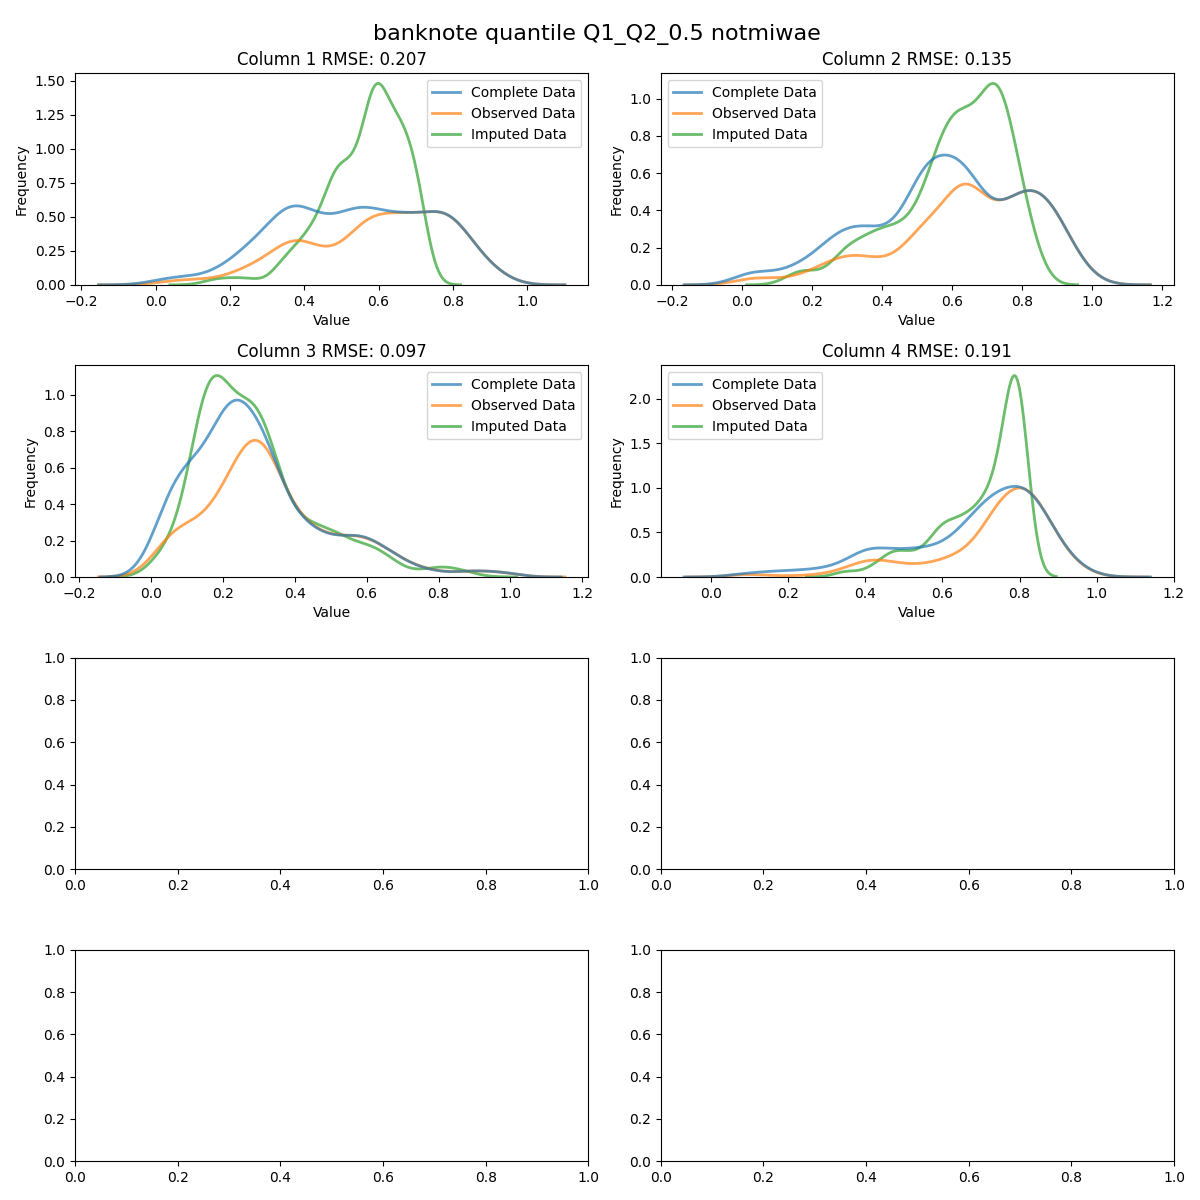 banknote quantile Q1_Q2_0.5 notmiwae
Column 1 RMSE: 0.207
Frequency
1.50
1.25
1.00
0.75
0.50
0.25
0.00
Complete Data
Observed Data
Imputed Data
−0.2 0.0 0.2 0.4 0.6 0.8 1.0
Value
Column 2 RMSE: 0.135
Frequency
1.0
0.8
0.6
0.4
0.2
0.0
Complete Data
Observed Data
Imputed Data
−0.2 0.0 0.2 0.4 0.6 0.8 1.0 1.2
Value
Column 3 RMSE: 0.097
Frequency
1.0
0.8
0.6
0.4
0.2
0.0
Complete Data
Observed Data
Imputed Data
−0.2 0.0 0.2 0.4 0.6 0.8 1.0 1.2
Value
Column 4 RMSE: 0.191
Frequency
2.0
1.5
1.0
0.5
0.0
Complete Data
Observed Data
Imputed Data
0.0 0.2 0.4 0.6 0.8 1.0 1.2
Value
1.0
0.8
0.6
0.4
0.2
0.0
0.0 0.2 0.4 0.6 0.8 1.0
1.0
0.8
0.6
0.4
0.2
0.0
0.0 0.2 0.4 0.6 0.8 1.0
1.0
0.8
0.6
0.4
0.2
0.0
0.0 0.2 0.4 0.6 0.8 1.0
1.0
0.8
0.6
0.4
0.2
0.0
0.0 0.2 0.4 0.6 0.8 1.0